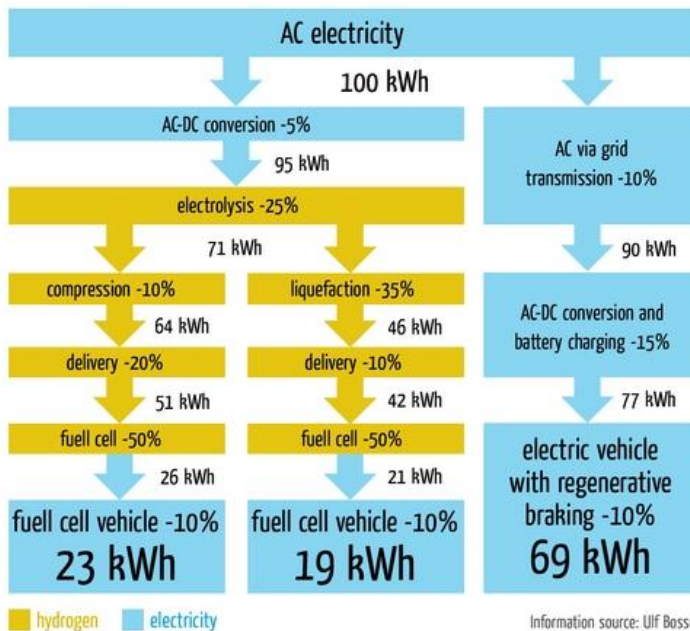 AC electricity
100 kWh
AC-DC conversion -5%
95 kWh
electrolysis -25%
71 kWh
compression -10%
64 kWh
delivery -20%
51 kWh
fuell cell -50%
26 kWh
fuell cell vehicle -10%
23 kWh
liquefaction -35%
46 kWh
delivery -10%
42 kWh
fuell cell -50%
21 kWh
fuell cell vehicle -10%
19 kWh
AC via grid
transmission -10%
90 kWh
AC-DC conversion and
battery charging -15%
77 kWh
electric vehicle
with regenerative
braking -10%
69 kWh
hydrogen
electricity
Information source: Ulf Boss